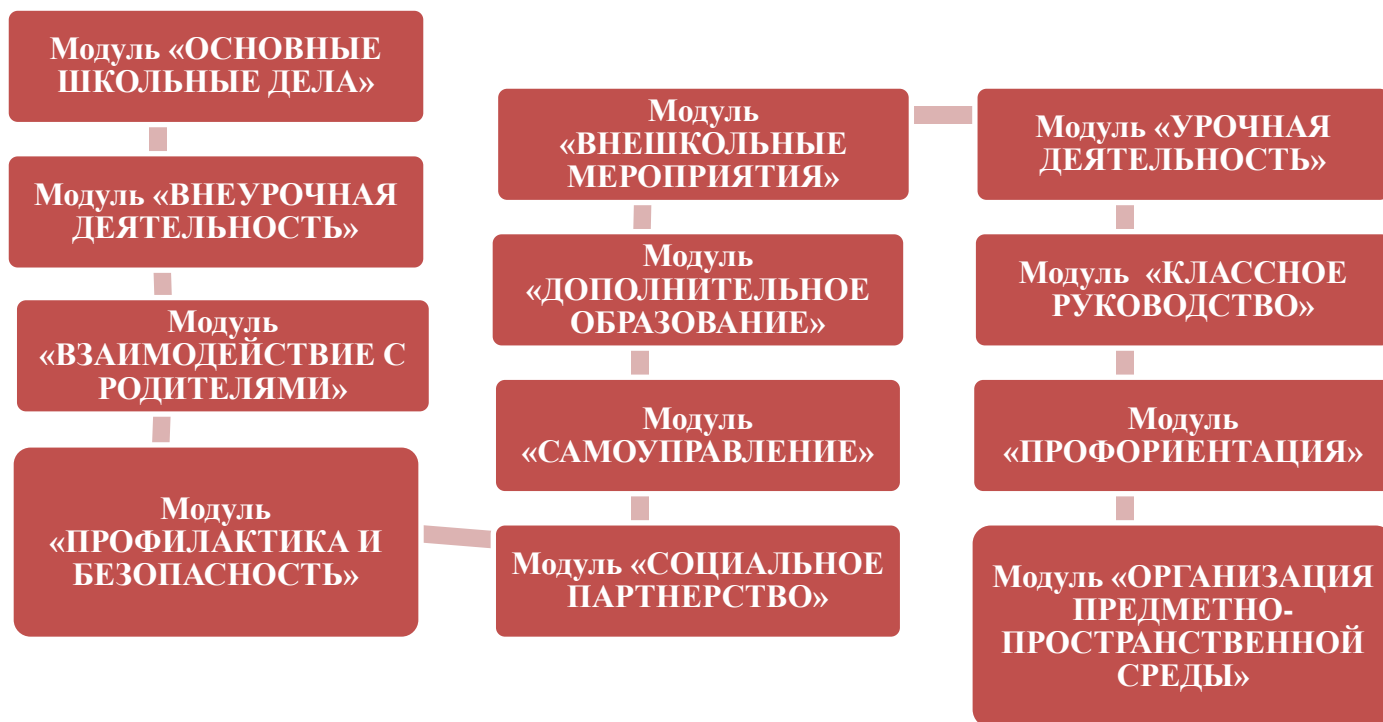 Модуль «ОСНОВНЫЕ
ШКОЛЬНЫЕ ДЕЛА»
Модуль «ВНЕУРОЧНАЯ
ДЕЯТЕЛЬНОСТЬ»
Модуль
«ВЗАИМОДЕЙСТВИЕ С
РОДИТЕЛЯМИ»
Модуль
«ПРОФИЛАКТИКА И
БЕЗОПАСНОСТЬ»
Модуль «СОЦИАЛЬНОЕ
ПАРТНЕРСТВО»
Модуль
«САМОУПРАВЛЕНИЕ»
Модуль
«ДОПОЛНИТЕЛЬНОЕ
ОБРАЗОВАНИЕ»
Модуль
«ВНЕШКОЛЬНЫЕ
МЕРОПРИЯТИЯ»
Модуль «УРОЧНАЯ
ДЕЯТЕЛЬНОСТЬ»
Модуль «КЛАССНОЕ
РУКОВОДСТВО»
Модуль
«ПРОФОРИЕНТАЦИЯ»
Модуль «ОРГАНИЗАЦИЯ
ПРЕДМЕТНО-
ПРОСТРАНСТВЕННОЙ
СРЕДЫ»